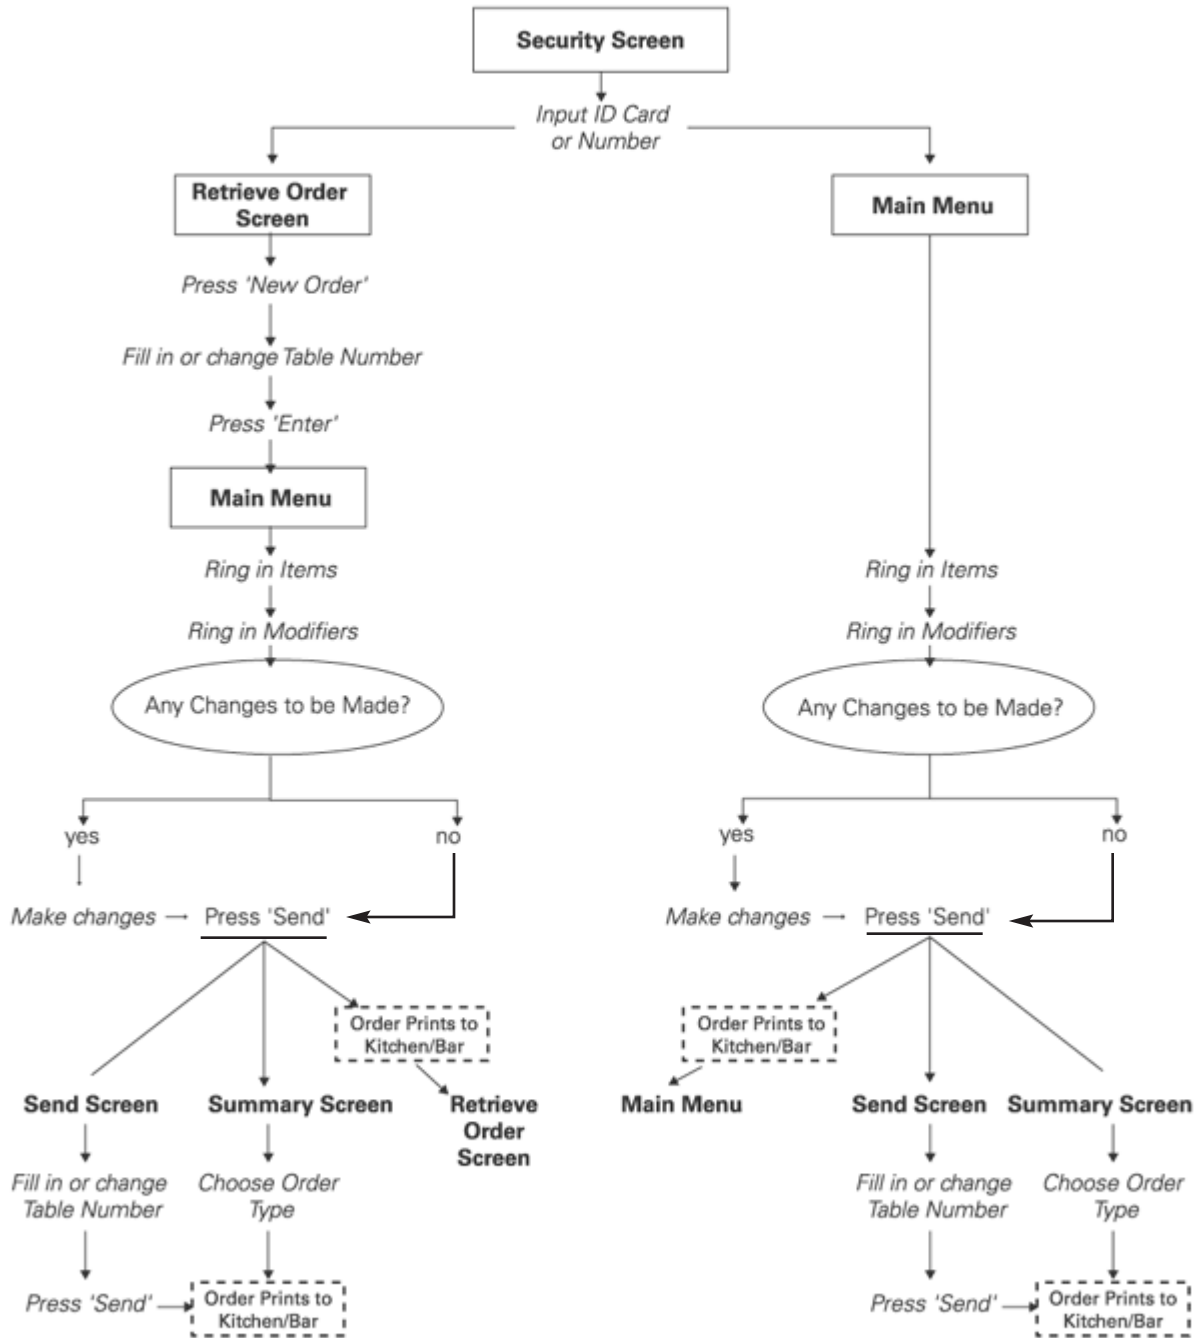 Security Screen
Input ID Card
or Number
Retrieve Order
Screen
Press 'New Order'
Fill in or change Table Number
Press 'Enter'
Main Menu
Ring in Items
Ring in Modifiers
Any Changes to be Made?
yes
no
Make changes
Press 'Send'
Order Prints to
Kitchen/Bar
Send Screen
Summary Screen
Retrieve
Order
Screen
Fill in or change
Table Number
Choose Order
Type
Press 'Send'
Order Prints to
Kitchen/Bar
Main Menu
Ring in Items
Ring in Modifiers
Any Changes to be Made?
yes
no
Make changes
Press 'Send'
Order Prints to
Kitchen/Bar
Main Menu
Send Screen
Summary Screen
Fill in or change
Table Number
Choose Order
Type
Press 'Send'
Order Prints to
Kitchen/Bar